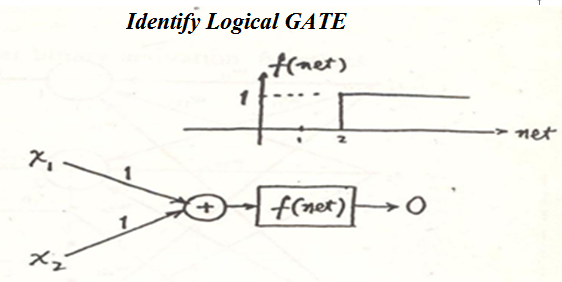 Identify Logical GATE
f(net)
1
1 2 net
x₁ 1
+ f(net) O
1
x₂